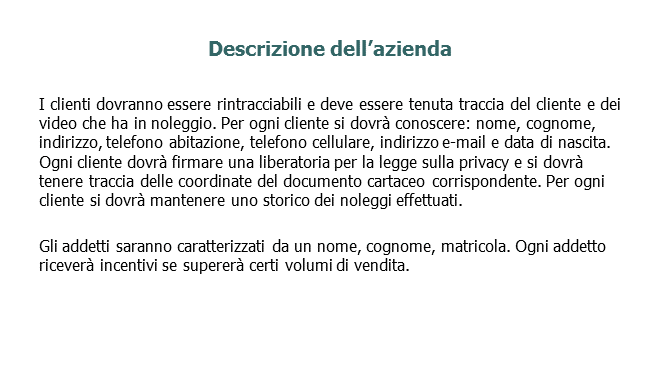 Descrizione dell’azienda
I clienti dovranno essere rintracciabili e deve essere tenuta traccia del cliente e dei
video che ha in noleggio. Per ogni cliente si dovrà conoscere: nome, cognome,
indirizzo, telefono abitazione, telefono cellulare, indirizzo e-mail e data di nascita.
Ogni cliente dovrà firmare una liberatoria per la legge sulla privacy e si dovrà
tenere traccia delle coordinate del documento cartaceo corrispondente. Per ogni
cliente si dovrà mantenere uno storico dei noleggi effettuati.
Gli addetti saranno caratterizzati da un nome, cognome, matricola. Ogni addetto
riceverà incentivi se supererà certi volumi di vendita.